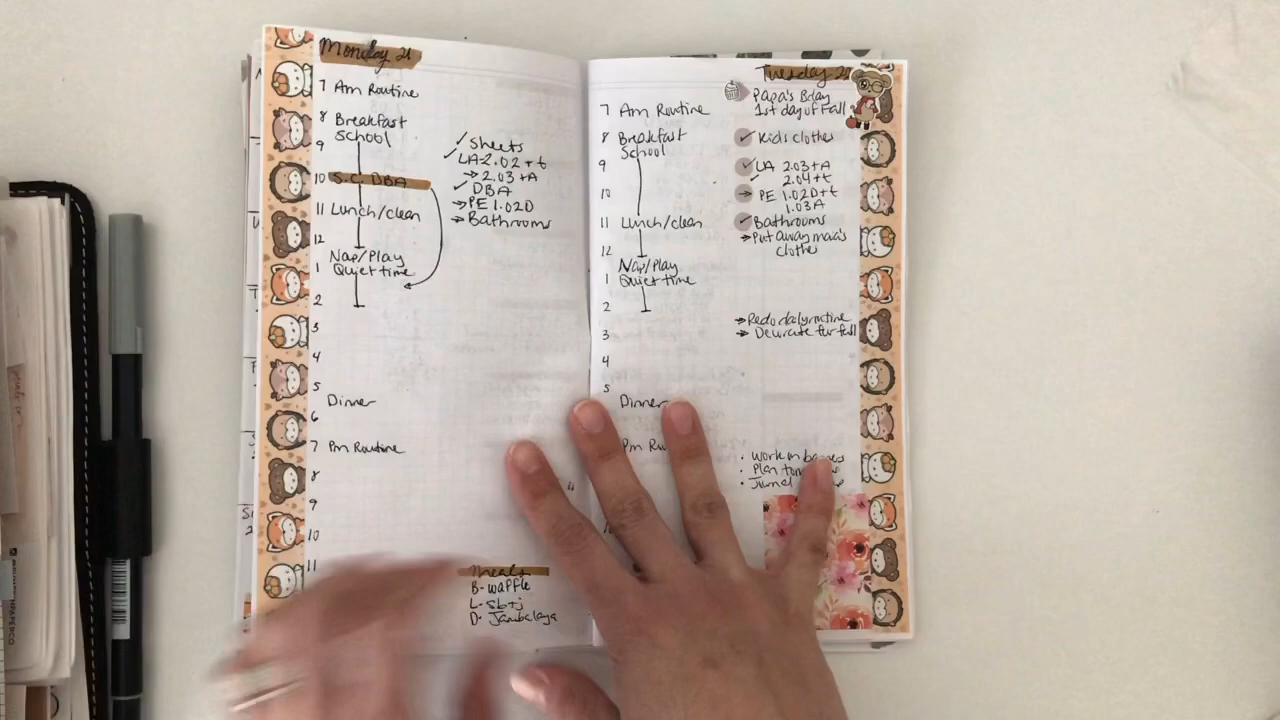 Monday 21
7 Am Routine
8 Breakfast
School
9
10 S.C. DBA
11 Lunch/clean
12
Nap/Play
1 Quiet time
2
3
4
5
Dinner
6
7 Pm Routine
8
9
10
11
✓ Sheets
✓ LA 2.02 + t
→ 2.03 + A
✓ DBA
→ PE 1.02D
→ Bathrooms
Meals
B- waffle
L- sb+j
D- Jambalaya
Tuesday
Papa's Bday
1st day of Fall
7 Am Routine
8 Breakfast
School
9
10
11 Lunch/clean
12
Nap/Play
1 Quiet time
2
3
4
5
Dinner
Pm
✓ Kids clothes
✓ LA 2.03+A
✓ 2.04+t
→ PE 1.02D+t
1.03A
✓ Bathrooms
→ Put away
clothes
→ Redo daily routine
→ Decorate for fall
• Work on
• Plan
• Journal